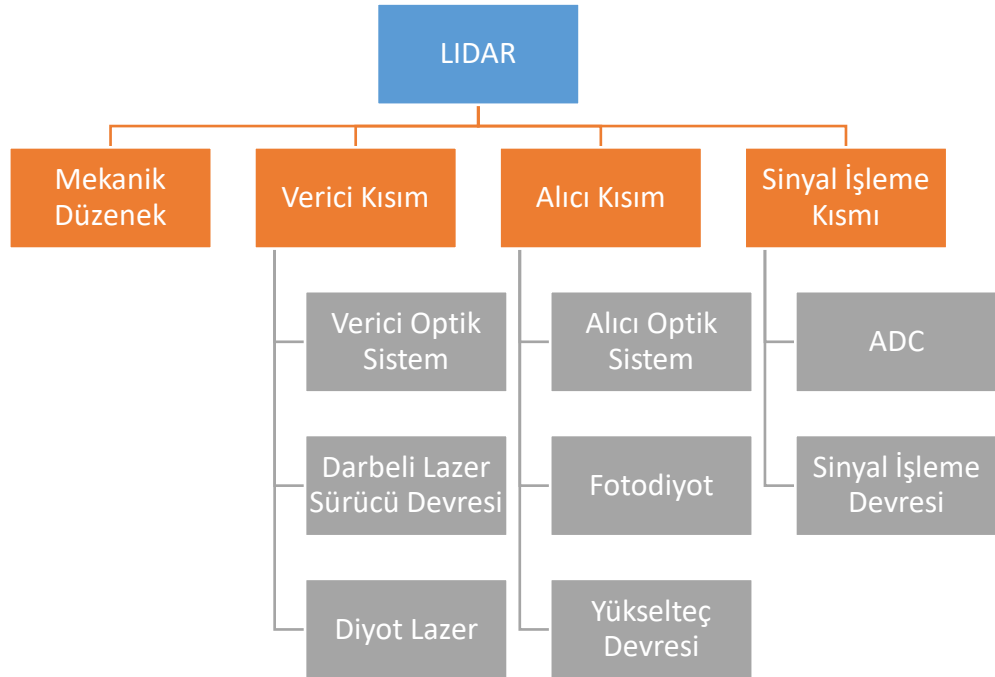 LIDAR
Mekanik
Düzenek
Verici Kısım
Alıcı Kısım
Sinyal İşleme
Kısmı
Verici Optik
Sistem
Alıcı Optik
Sistem
ADC
Darbeli Lazer
Sürücü Devresi
Fotodiyot
Sinyal İşleme
Devresi
Diyot Lazer
Yükselteç
Devresi